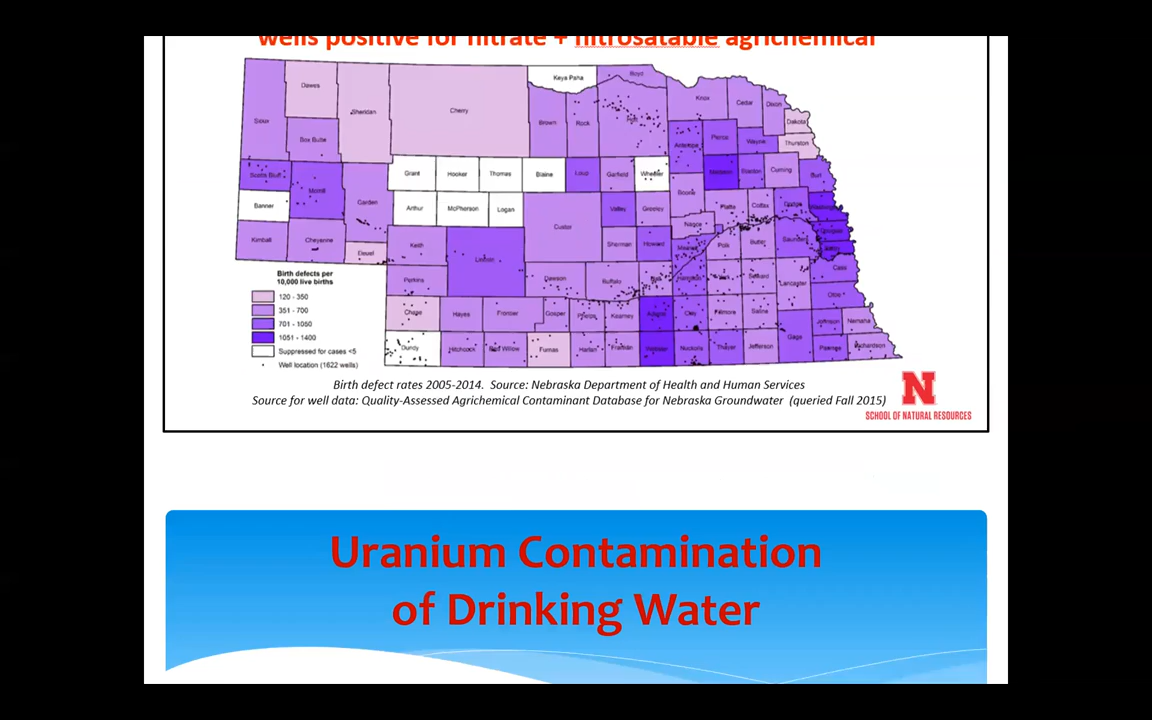 wells positive for nitrate + nitrosatable agrichemical
Keya Paha
Boyd
Dawes
Sheridan
Cherry
Knox
Cedar
Dixon
Sioux
Brown
Rock
Holt
Dakota
Box Butte
Antelope
Pierce
Wayne
Thurston
Scotts Bluff
Grant
Hooker
Thomas
Blaine
Loup
Garfield
Wheeler
Madison
Stanton
Cuming
Burt
Morrill
Garden
Boone
Banner
Arthur
McPherson
Logan
Valley
Greeley
Platte
Colfax
Dodge
Washington
Custer
Nance
Kimball
Cheyenne
Keith
Sherman
Howard
Merrick
Polk
Butler
Saunders
Douglas
Sarpy
Deuel
Lincoln
Cass
Perkins
Dawson
Buffalo
Hall
Hamilton
Seward
Lancaster
Otoe
Chase
Hayes
Frontier
Gosper
Phelps
Kearney
Adams
Clay
Fillmore
Saline
Johnson
Nemaha
Gage
Dundy
Hitchcock
Red Willow
Furnas
Harlan
Franklin
Webster
Nuckolls
Thayer
Jefferson
Pawnee
Richardson
Birth defects per
10,000 live births
120 - 350
351 - 700
701 - 1050
1051 - 1400
Suppressed for cases <5
Well location (1622 wells)
Birth defect rates 2005-2014. Source: Nebraska Department of Health and Human Services
Source for well data: Quality-Assessed Agrichemical Contaminant Database for Nebraska Groundwater (queried Fall 2015)
N
SCHOOL OF NATURAL RESOURCES
Uranium Contamination
of Drinking Water